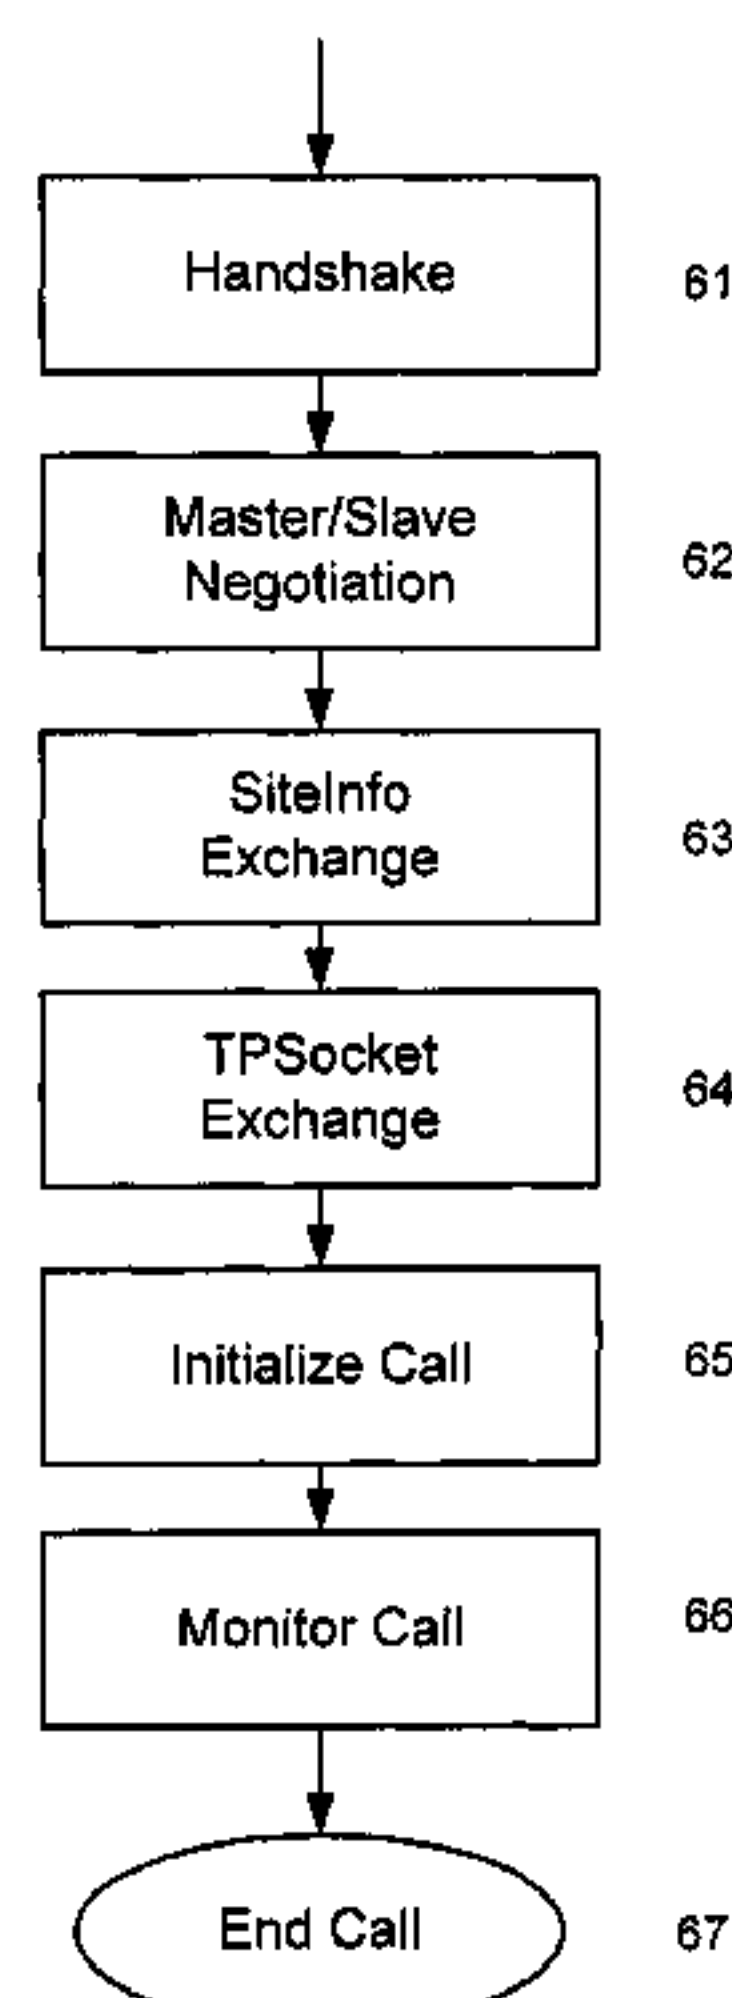 Handshake
61
Master/Slave
Negotiation
62
SiteInfo
Exchange
63
TPSocket
Exchange
64
Initialize Call
65
Monitor Call
66
End Call
67